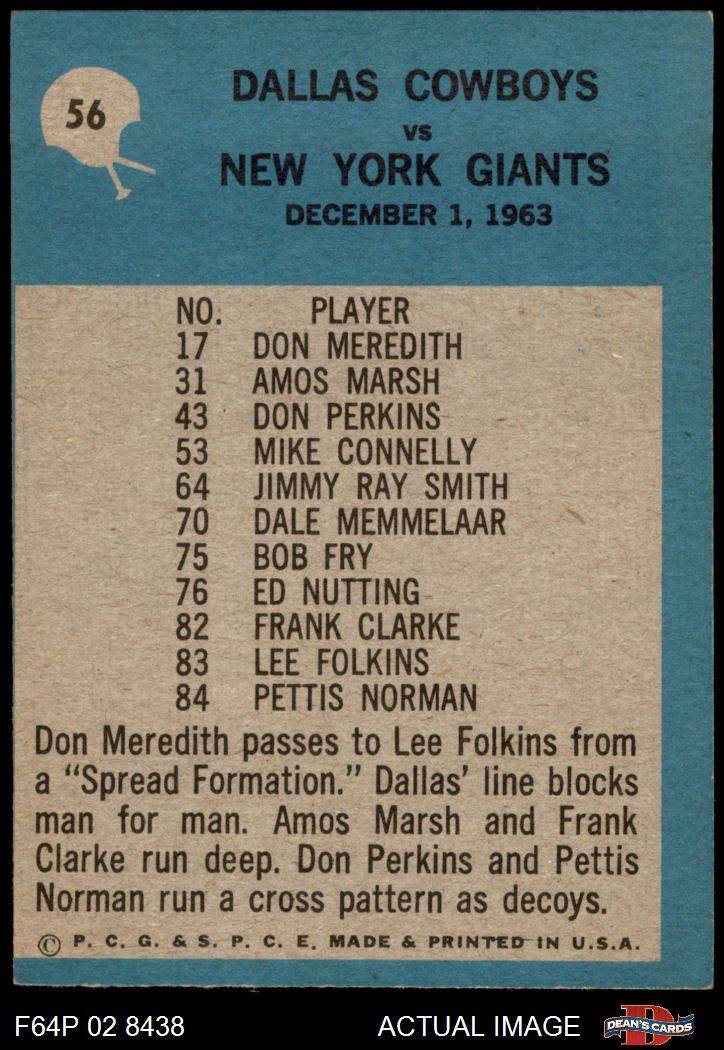 56
DALLAS COWBOYS
VS
NEW YORK GIANTS
DECEMBER 1, 1963
NO. PLAYER
17 DON MEREDITH
31 AMOS MARSH
43 DON PERKINS
53 MIKE CONNELLY
64 JIMMY RAY SMITH
70 DALE MEMMELAAR
75 BOB FRY
76 ED NUTTING
82 FRANK CLARKE
83 LEE FOLKINS
84 PETTIS NORMAN
Don Meredith passes to Lee Folkins from
a “Spread Formation.” Dallas’ line blocks
man for man. Amos Marsh and Frank
Clarke run deep. Don Perkins and Pettis
Norman run a cross pattern as decoys.
© P. C. G. & S. P. C. E. MADE & PRINTED IN U.S.A.
F64P 02 8438 ACTUAL IMAGE D DEAN'S CARDS